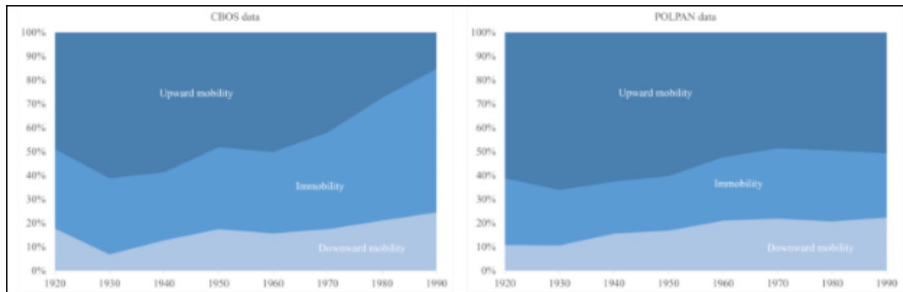 CBOS data
100%
90%
80%
70%
60%
50%
40%
30%
20%
10%
0%
Upward mobility
Immobility
Downward mobility
1920 1930 1940 1950 1960 1970 1980 1990
POLPAN data
100%
90%
80%
70%
60%
50%
40%
30%
20%
10%
0%
Upward mobility
Immobility
Downward mobility
1920 1930 1940 1950 1960 1970 1980 1990